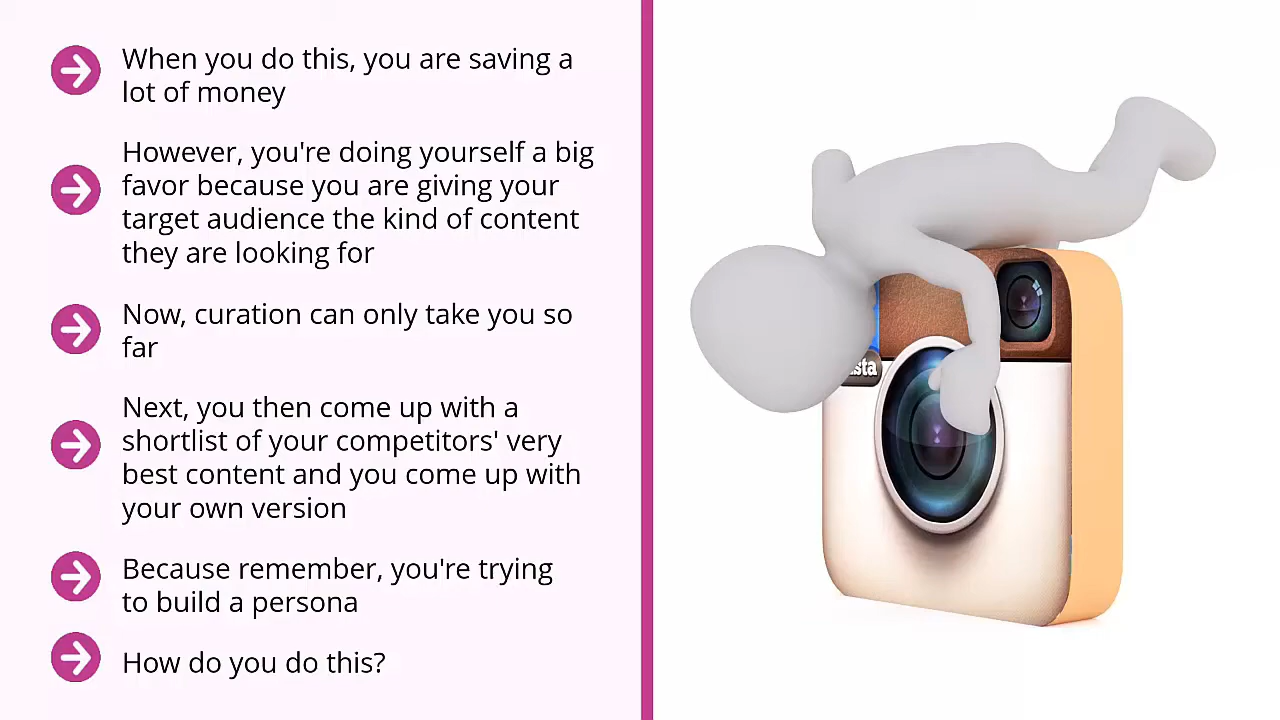 When you do this, you are saving a
lot of money
However, you're doing yourself a big
favor because you are giving your
target audience the kind of content
they are looking for
Now, curation can only take you so
far
Next, you then come up with a
shortlist of your competitors' very
best content and you come up with
your own version
Because remember, you're trying
to build a persona
How do you do this?